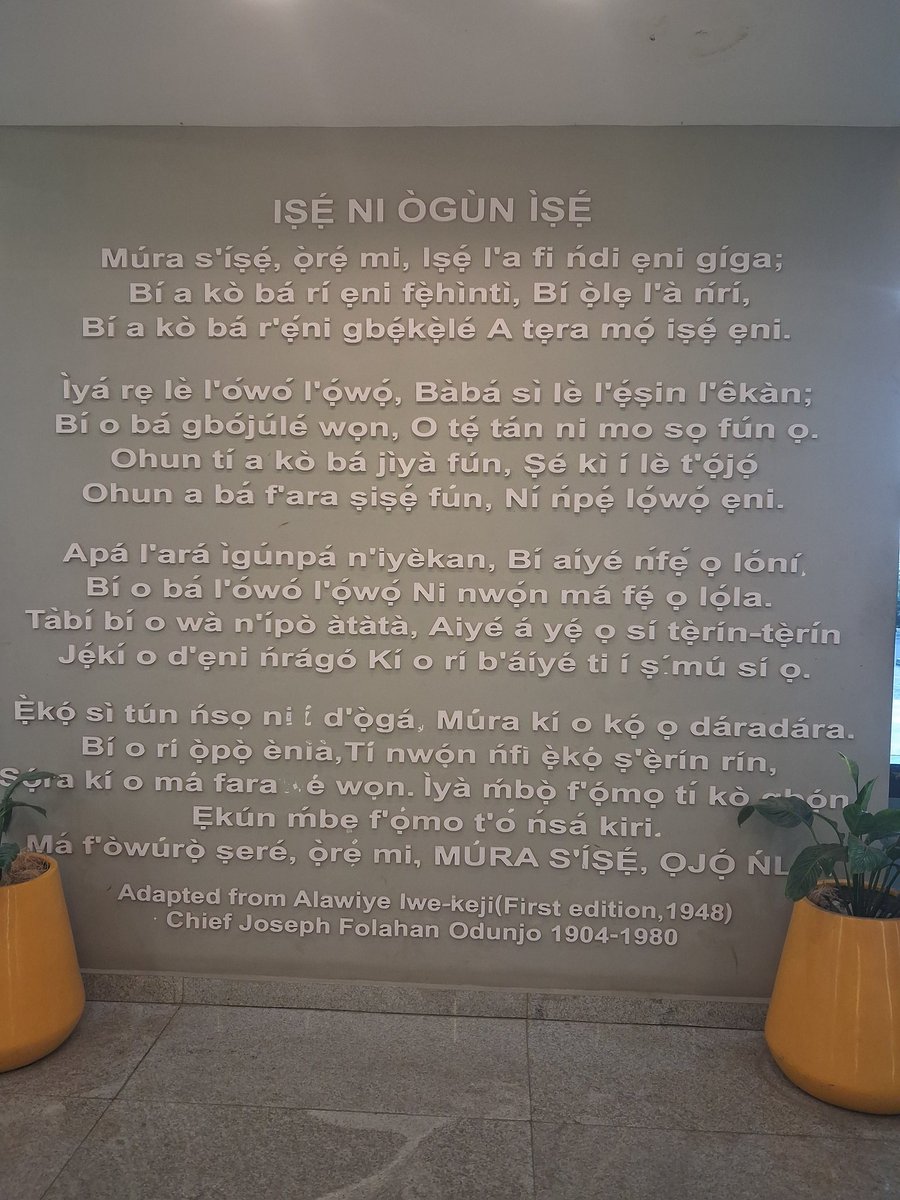 IṢẸ́ NI ÒGÙN ÌṢẸ́
Múra s'íṣẹ́, ọ̀rẹ́ mi, Iṣẹ́ l'a fi ńdi ẹni gíga;
Bí a kò bá rí ẹni fẹ̀hìntì, Bí ọ̀lẹ l'à ńrí,
Bí a kò bá r'ẹ́ni gbẹ́kẹ̀lé A tẹra mọ́ iṣẹ́ ẹni.
Ìyá rẹ lè l'ówó l'ọ́wọ́, Bàbá sì lè l'ẹ́ṣin l'êkàn;
Bí o bá gbójúlé wọn, O tẹ́ tán ni mo sọ fún ọ.
Ohun tí a kò bá jìyà fún, Ṣé kì í lè t'ọ́jọ́
Ohun a bá f'ara ṣiṣẹ́ fún, Ní ńpẹ́ lọ́wọ́ ẹni.
Apá l'ará ìgúnpá n'iyèkan, Bí aíyé ńfẹ́ ọ lóní,
Bí o bá l'ówó l'ọ́wọ́ Ni nwọ́n má fẹ́ ọ lọ́la.
Tàbí bí o wà n'ípò àtàtà, Aiyé á yẹ́ ọ sí tẹ̀rín-tẹ̀rín
Jẹ́kí o d'ẹni ńrágó Kí o rí b'áíyé ti í ṣ mú sí ọ.
Ẹ̀kọ́ sì tún ńsọ ni í d'ọ̀gá, Múra kí o kọ́ ọ dáradára.
Bí o rí ọ̀pọ̀ ènìà,Tí nwọ́n ńfi ẹ̀kọ́ ṣ'ẹ̀rín rín,
Ṣọ́ra kí o má fara é wọn. Ìyà ḿbọ̀ f'ọ́mọ tí kò gbọ́n,
Ẹkún ḿbẹ f'ọ́mo t'ó ńsá kiri.
Má f'òwúrọ̀ ṣeré, ọ̀rẹ́ mi, MÚRA S'ÍṢẸ́, ỌJỌ́ ŃL
Adapted from Alawiye Iwe-keji(First edition,1948)
Chief Joseph Folahan Odunjo 1904-1980